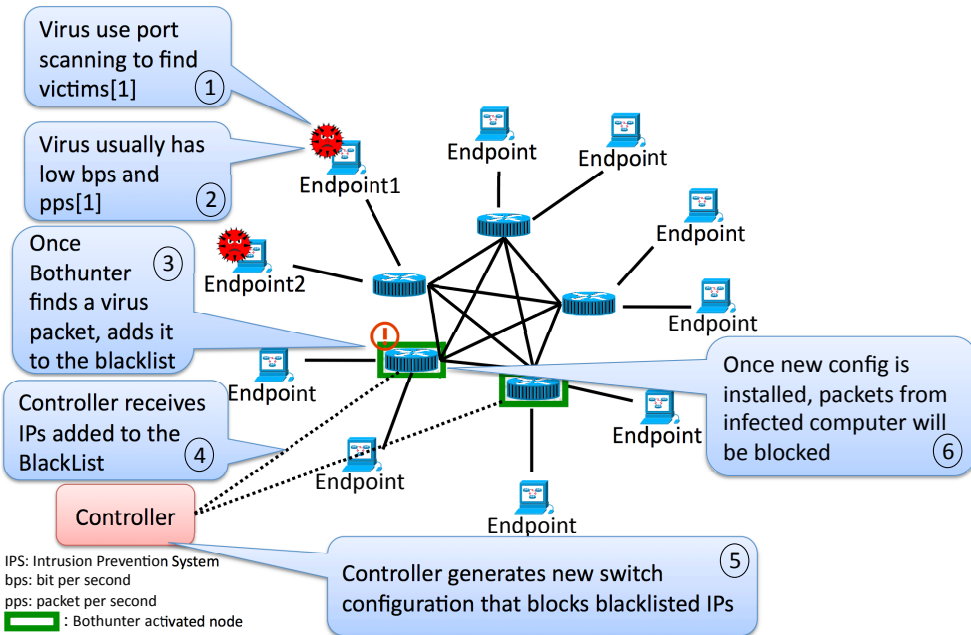 Virus use port
scanning to find
victims[1]
1
Virus usually has
low bps and
pps[1]
2
Once
Bothunter
finds a virus
packet, adds it
to the blacklist
3
Controller receives
IPs added to the
BlackList
4
Controller
IPS: Intrusion Prevention System
bps: bit per second
pps: packet per second
: Bothunter activated node
Controller generates new switch
configuration that blocks blacklisted IPs
5
Once new config is
installed, packets from
infected computer will
be blocked
6
Endpoint1
Endpoint2
Endpoint
Endpoint
Endpoint
Endpoint
Endpoint
Endpoint
Endpoint
Endpoint